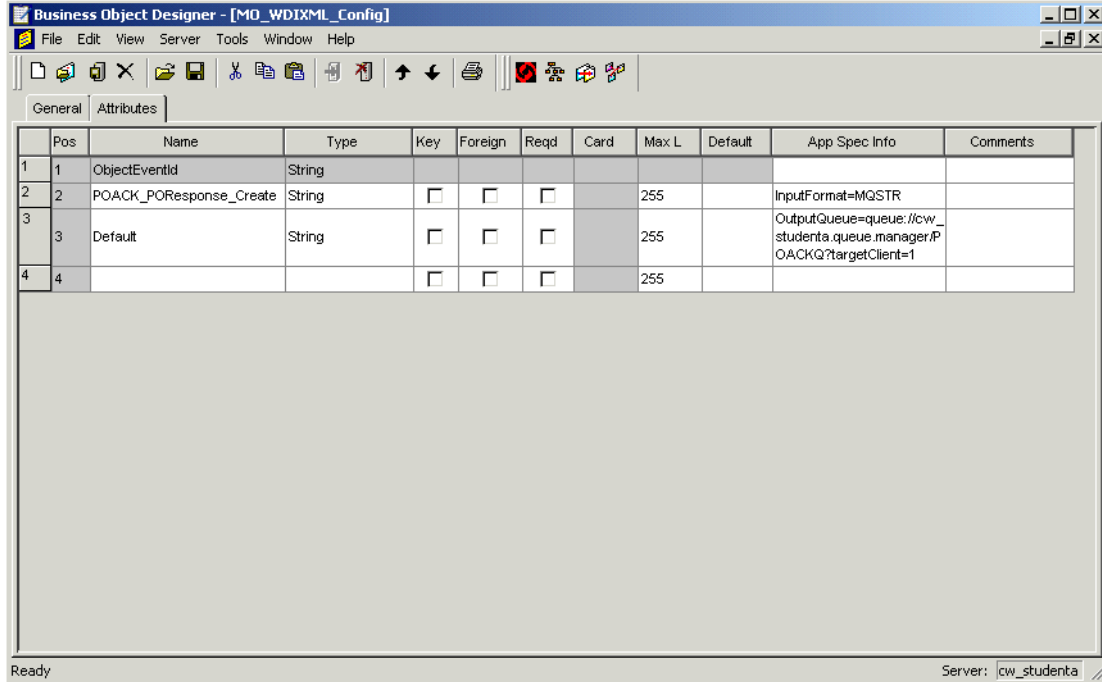 Business Object Designer - [MO_WDIXML_Config]
File Edit View Server Tools Window Help
General Attributes
Pos Name Type Key Foreign Reqd Card Max L Default App Spec Info Comments
1 1 ObjectEventId String
2 2 POACK_POResponse_Create String 255 InputFormat=MQSTR
3 3 Default String 255 OutputQueue=queue://cw_
studenta.queue.manager/P
OACKQ?targetClient=1
4 4 255
Ready Server: cw_studenta